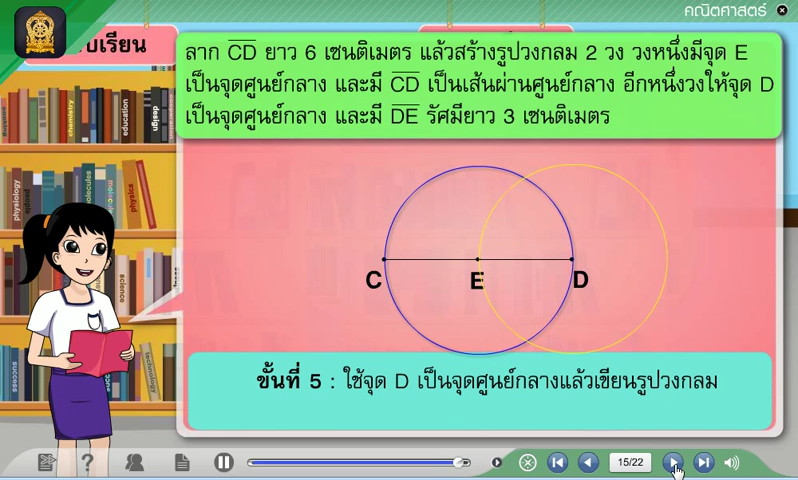 คณิตศาสตร์
บเรียน
ลาก CD ยาว 6 เซนติเมตร แล้วสร้างรูปวงกลม 2 วง วงหนึ่งมีจุด E
เป็นจุดศูนย์กลาง และมี CD เป็นเส้นผ่านศูนย์กลาง อีกหนึ่งวงให้จุด D
เป็นจุดศูนย์กลาง และมี DE รัศมียาว 3 เซนติเมตร
chemistry
education
design
physiology
molecules
physics
science
C
E
D
technology
success
ขั้นที่ 5 : ใช้จุด D เป็นจุดศูนย์กลางแล้วเขียนรูปวงกลม
15/22